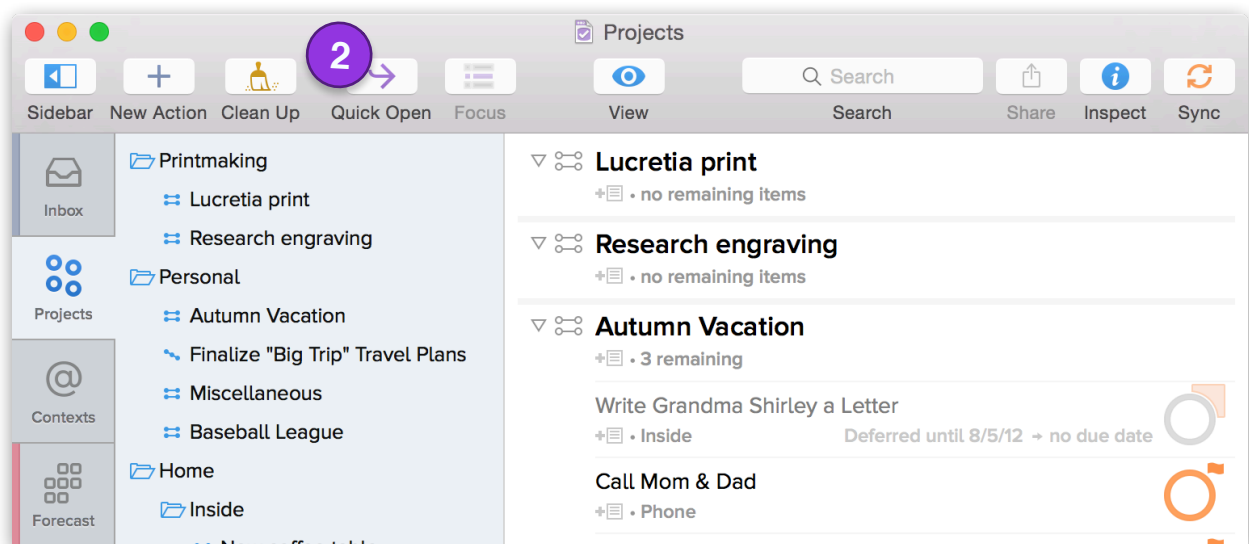 Projects
2
Search
Sidebar New Action Clean Up Quick Open Focus View Search Share Inspect Sync
Inbox
Projects
Contexts
Forecast
Printmaking
Lucretia print
Research engraving
Personal
Autumn Vacation
Finalize "Big Trip" Travel Plans
Miscellaneous
Baseball League
Home
Inside
Lucretia print
• no remaining items
Research engraving
• no remaining items
Autumn Vacation
• 3 remaining
Write Grandma Shirley a Letter
• Inside Deferred until 8/5/12 → no due date
Call Mom & Dad
• Phone